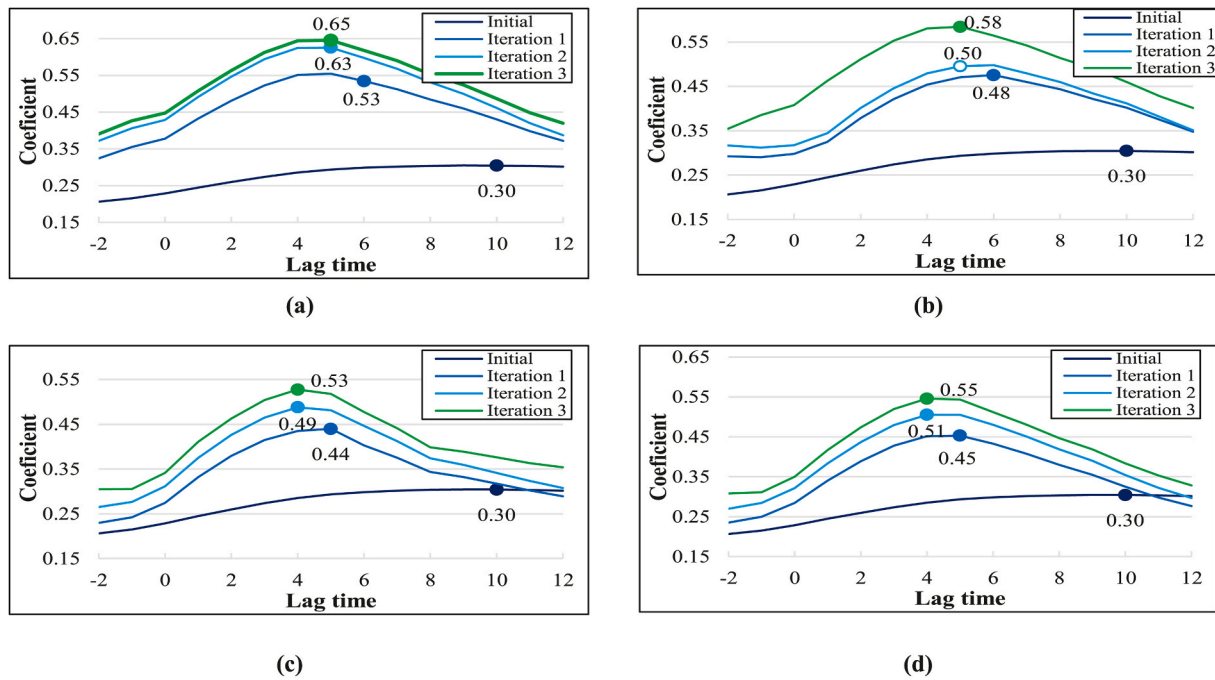 0.65
0.65
0.55
0.45
0.35
0.25
0.15
Coeficient
0.63
0.53
0.30
Initial
Iteration 1
Iteration 2
Iteration 3
-2 0 2 4 6 8 10 12
Lag time
(a)
0.58
0.55
0.45
0.35
0.25
0.15
Coefficient
0.50
0.48
0.30
Initial
Iteration 1
Iteration 2
Iteration 3
-2 0 2 4 6 8 10 12
Lag time
(b)
0.55
0.45
0.35
0.25
0.15
Coefficient
0.53
0.49
0.44
0.30
Initial
Iteration 1
Iteration 2
Iteration 3
-2 0 2 4 6 8 10 12
Lag time
(c)
0.65
0.55
0.45
0.35
0.25
0.15
Coefficient
0.55
0.51
0.45
0.30
Initial
Iteration 1
Iteration 2
Iteration 3
-2 0 2 4 6 8 10 12
Lag time
(d)